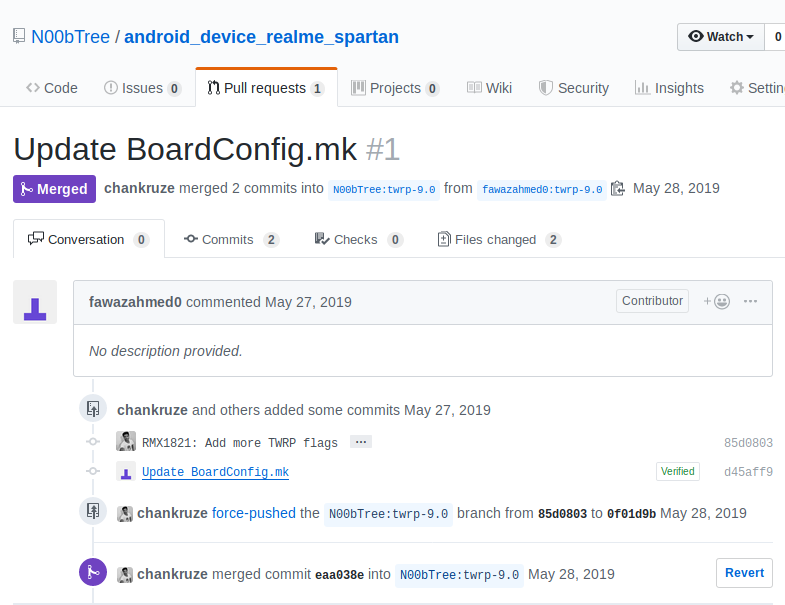 N00bTree / android_device_realme_spartan
Watch 0
Code Issues 0 Pull requests 1 Projects 0 Wiki Security Insights
Update BoardConfig.mk #1
Merged chankruze merged 2 commits into N00bTree:twrp-9.0 from fawazahmed0:twrp-9.0 May 28, 2019
Conversation 0 Commits 2 Checks 0 Files changed 2
fawazahmed0 commented May 27, 2019 Contributor
No description provided.
chankruze and others added some commits May 27, 2019
RMX1821: Add more TWRP flags ... 85d0803
Update BoardConfig.mk Verified d45aff9
chankruze force-pushed the N00bTree:twrp-9.0 branch from 85d0803 to 0f01d9b May 28, 2019
chankruze merged commit eaa038e into N00bTree:twrp-9.0 May 28, 2019 Revert